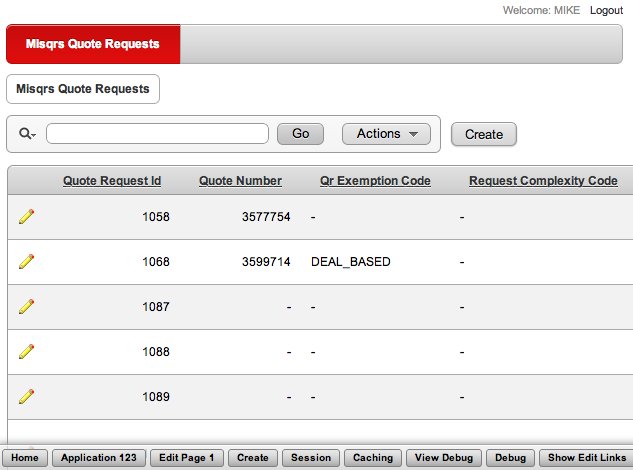 Welcome: MIKE Logout
Misqrs Quote Requests
Misqrs Quote Requests
Go Actions Create
Quote Request Id Quote Number Qr Exemption Code Request Complexity Code
1058 3577754 - -
1068 3599714 DEAL_BASED -
1087 - - -
1088 - - -
1089 - - -
Home Application 123 Edit Page 1 Create Session Caching View Debug Debug Show Edit Links